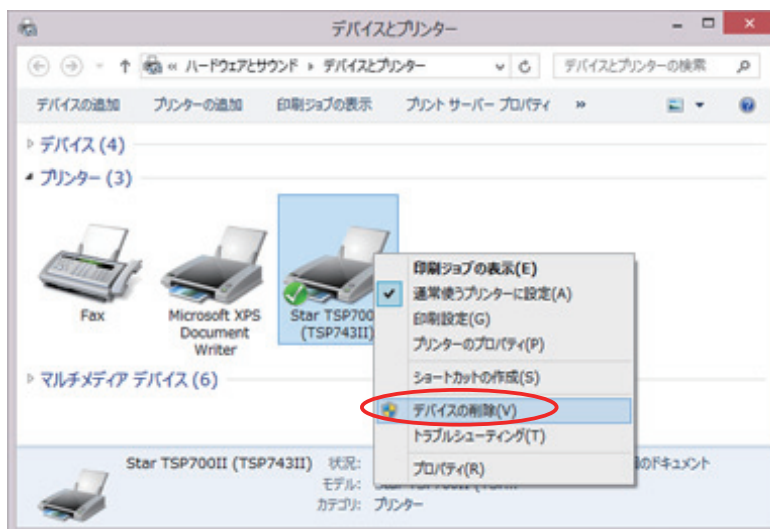 デバイスとプリンター
« ハードウェアとサウンド ▸ デバイスとプリンター
デバイスとプリンターの検索
デバイスの追加 プリンターの追加 印刷ジョブの表示 プリント サーバー プロパティ »
デバイス (4)
プリンター (3)
Fax
Microsoft XPS
Document
Writer
Star TSP700
(TSP743II)
印刷ジョブの表示(E)
通常使うプリンターに設定(A)
印刷設定(G)
プリンターのプロパティ(P)
ショートカットの作成(S)
デバイスの削除(V)
トラブルシューティング(T)
プロパティ(R)
マルチメディア デバイス (6)
Star TSP700II (TSP743II) 状況:
のドキュメント
モデル:
カテゴリ: プリンター